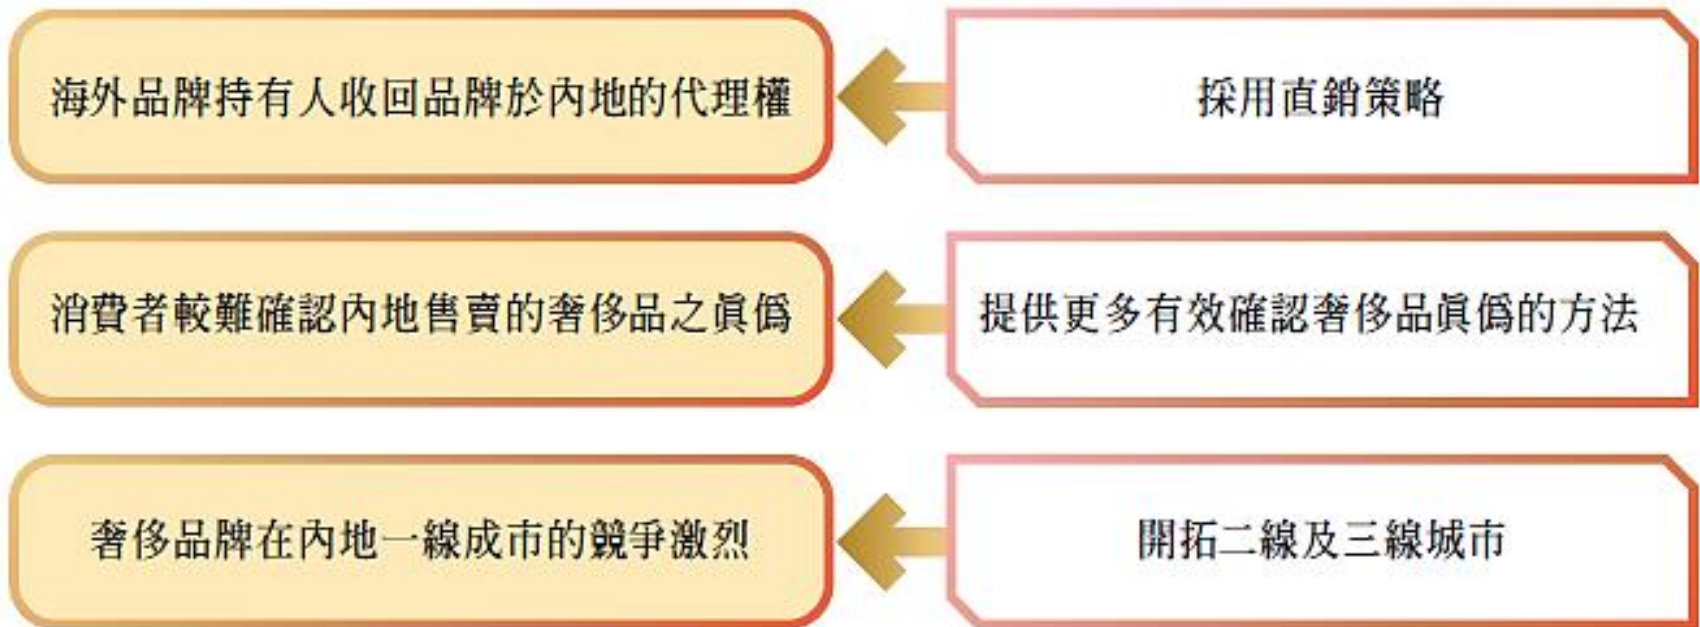 海外品牌持有人收回品牌於內地的代理權
採用直銷策略
消費者較難確認內地售賣的奢侈品之眞僞
提供更多有效確認奢侈品眞僞的方法
奢侈品牌在內地一線成市的競爭激烈
開拓二線及三線城市